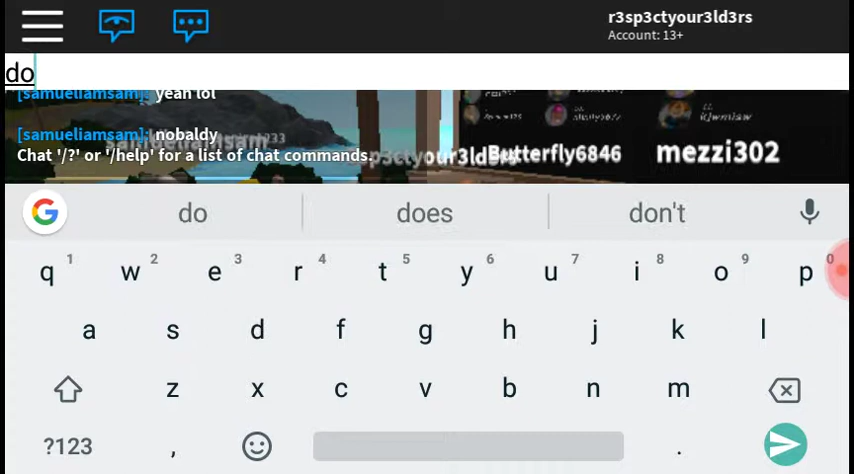 r3sp3ctyour3ld3rs
Account: 13+
do
[samueliamsam]: yeah lol
[samueliamsam]: nobaldy
Chat '/?' or '/help' for a list of chat commands.
Butterfly6846
mezzi302
G do does don't
q 1 w 2 e 3 r 4 t 5 y 6 u 7 i 8 o 9 p 0
a s d f g h j k l
z x c v b n m
?123 , .